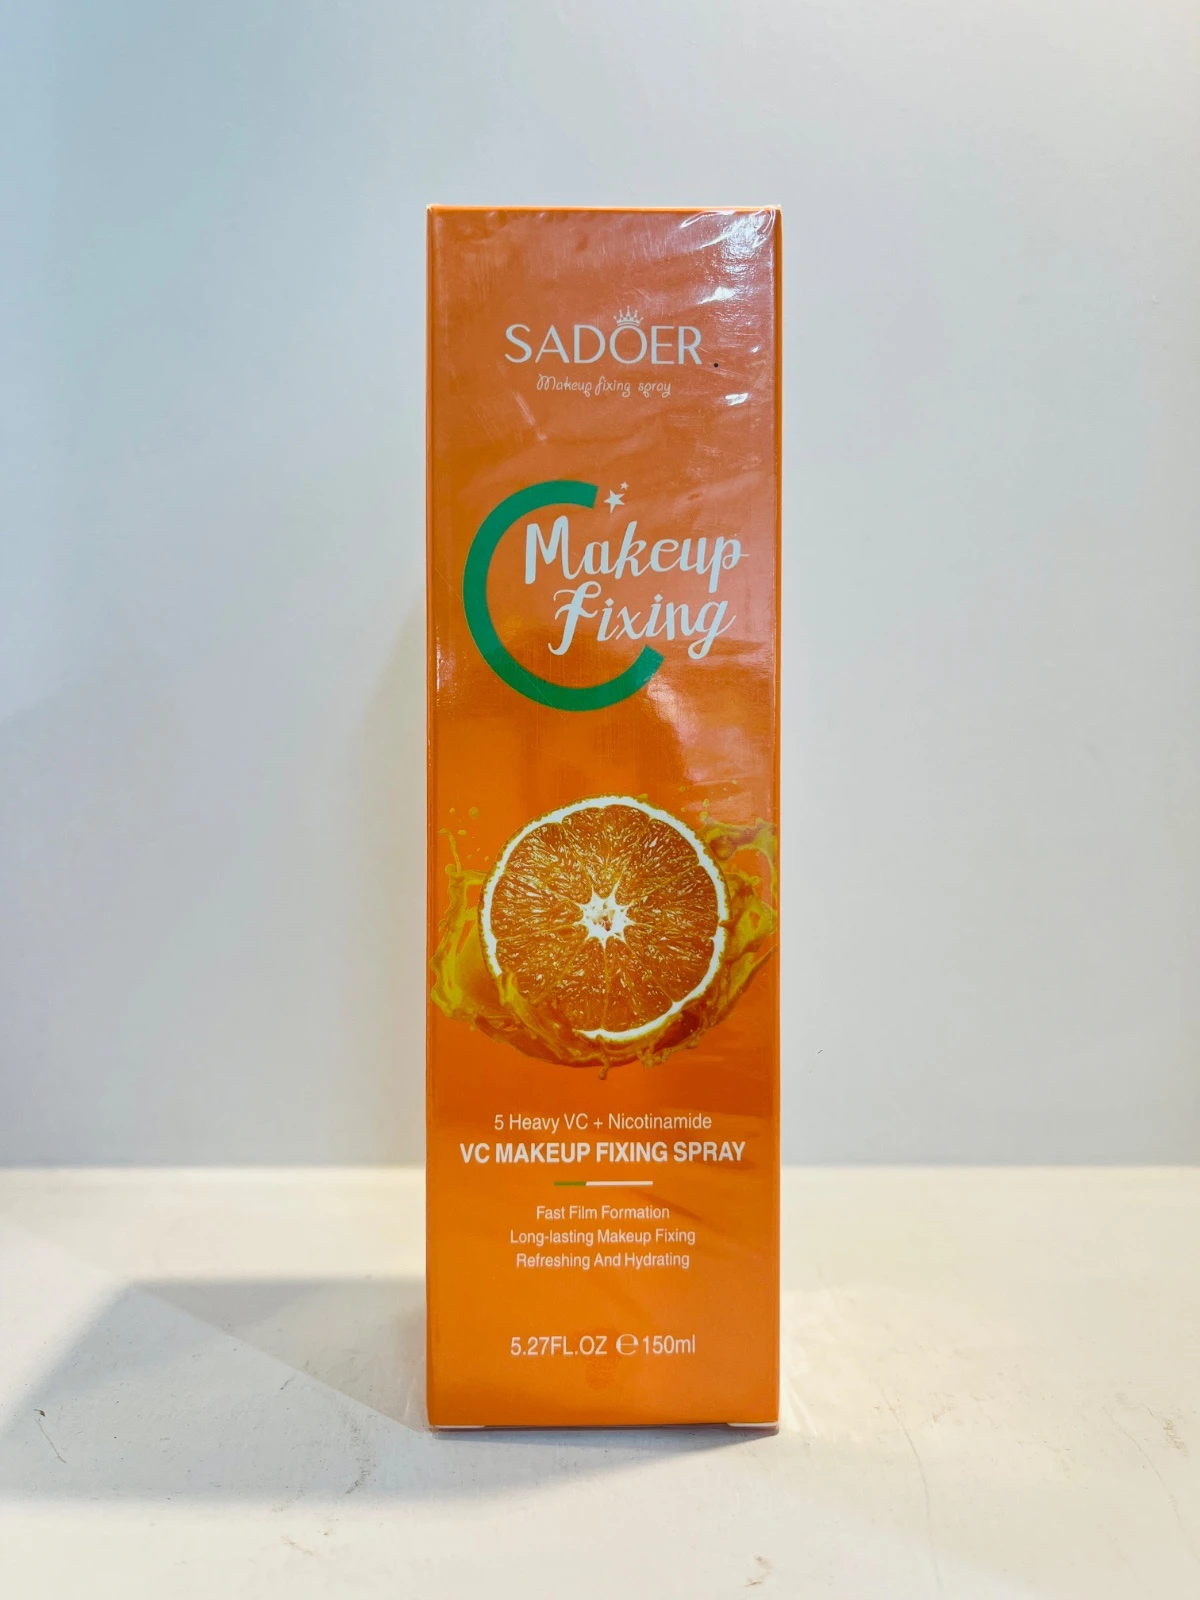 SADOER
Makeup fixing spray
Makeup
Fixing
5 Heavy VC + Nicotinamide
VC MAKEUP FIXING SPRAY
Fast Film Formation
Long-lasting Makeup Fixing
Refreshing And Hydrating
5.27FL.OZ ℮150ml